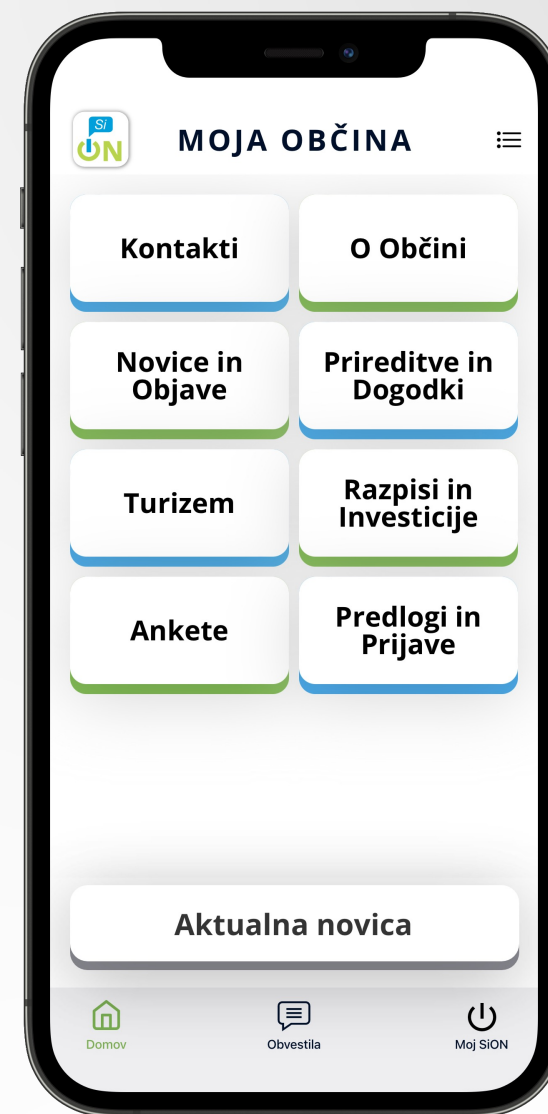 Si
ON
MOJA OBČINA
Kontakti
O Občini
Novice in
Objave
Prireditve in
Dogodki
Turizem
Razpisi in
Investicije
Ankete
Predlogi in
Prijave
Aktualna novica
Domov
Obvestila
Moj SiON